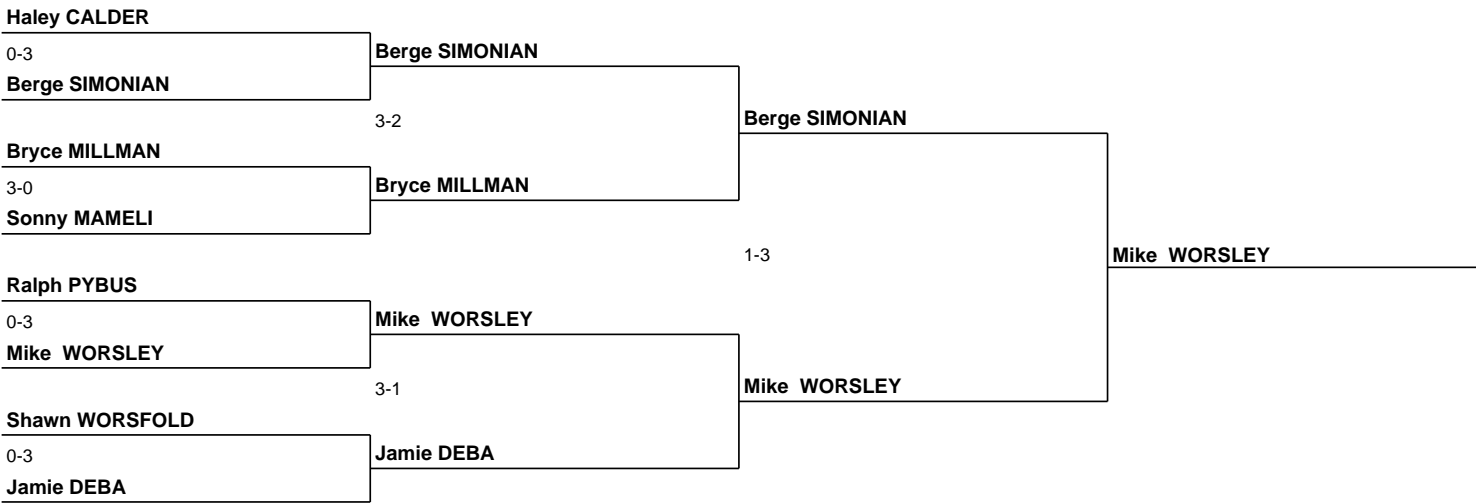 Haley CALDER
0-3
Berge SIMONIAN
Berge SIMONIAN
3-2
Berge SIMONIAN
Bryce MILLMAN
3-0
Bryce MILLMAN
Sonny MAMELI
1-3
Mike WORSLEY
Ralph PYBUS
0-3
Mike WORSLEY
Mike WORSLEY
3-1
Mike WORSLEY
Shawn WORSFOLD
0-3
Jamie DEBA
Jamie DEBA